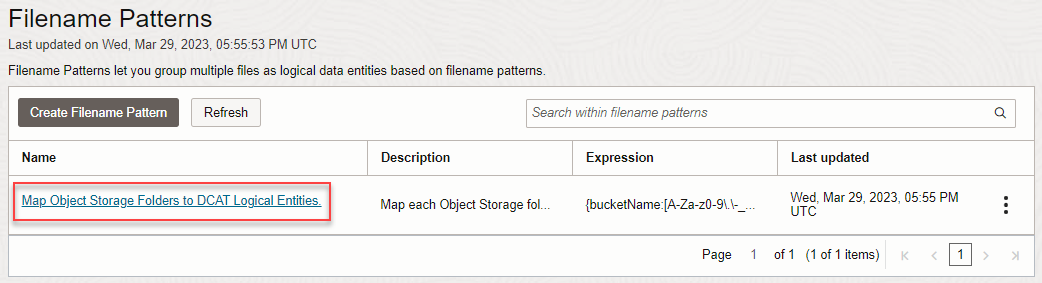 Filename Patterns
Last updated on Wed, Mar 29, 2023, 05:55:53 PM UTC
Filename Patterns let you group multiple files as logical data entities based on filename patterns.
Create Filename Pattern Refresh Search within filename patterns
Name Description Expression Last updated
Map Object Storage Folders to DCAT Logical Entities. Map each Object Storage fol... {bucketName:[A-Za-z0-9\.\-_... Wed, Mar 29, 2023, 05:55 PM
UTC
Page 1 of 1 (1 of 1 items) 1